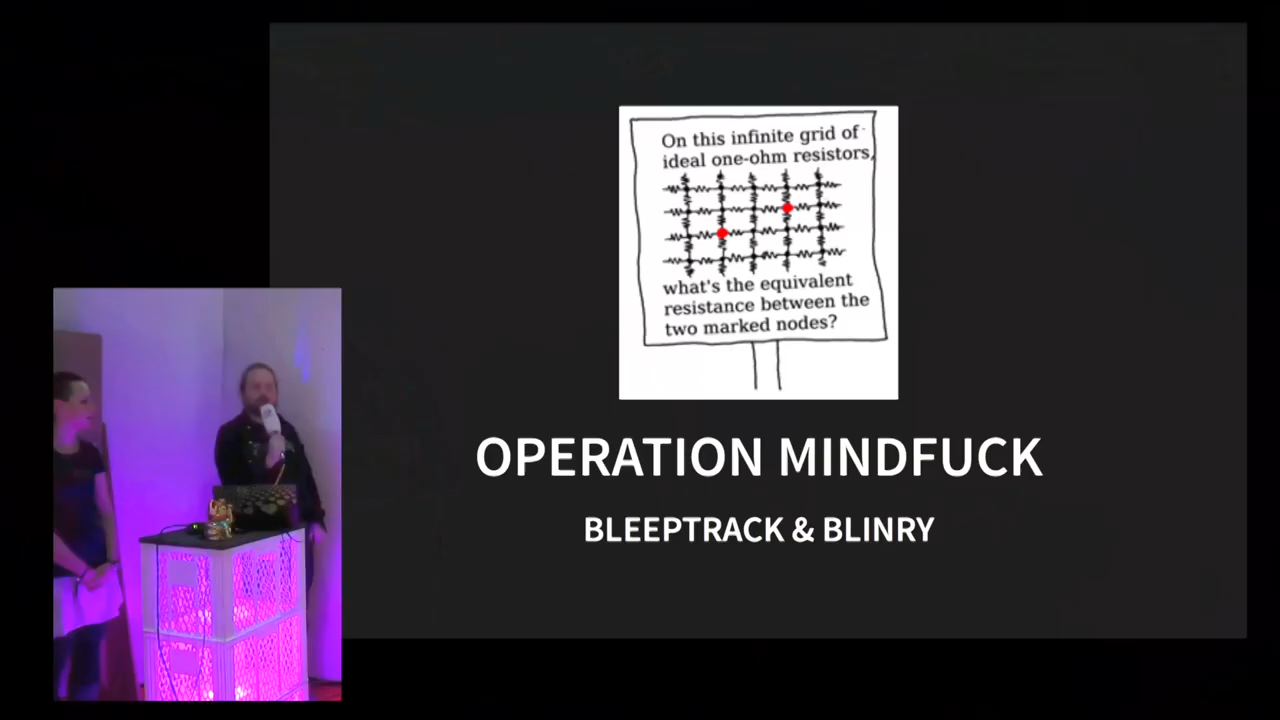 On this infinite grid of
ideal one-ohm resistors,
what's the equivalent
resistance between the
two marked nodes?
OPERATION MINDFUCK
BLEEPTRACK & BLINRY